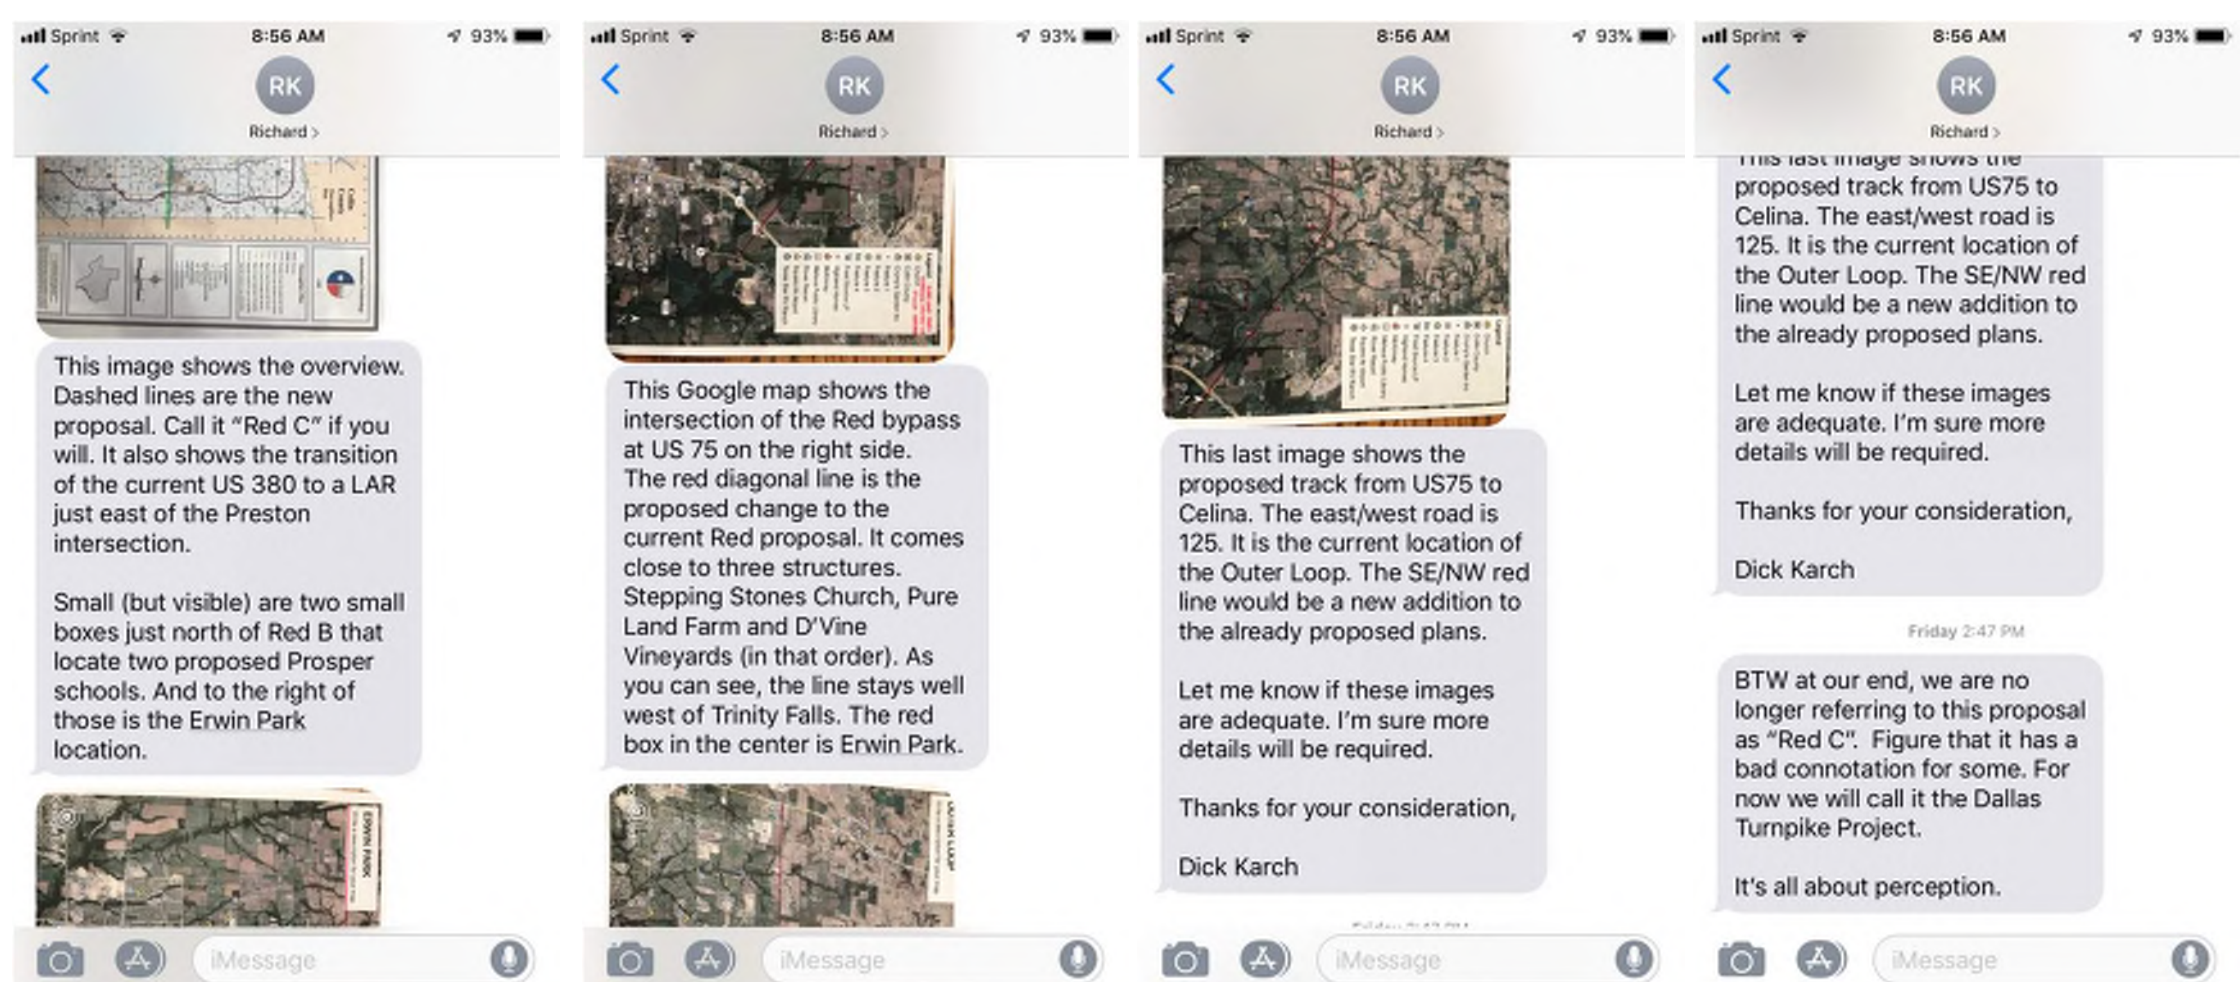 Sprint 8:56 AM 93%
RK
Richard >
This image shows the overview.
Dashed lines are the new
proposal. Call it “Red C” if you
will. It also shows the transition
of the current US 380 to a LAR
just east of the Preston
intersection.
Small (but visible) are two small
boxes just north of Red B that
locate two proposed Prosper
schools. And to the right of
those is the Erwin Park
location.
ERWIN PARK
iMessage
Sprint 8:56 AM 93%
RK
Richard >
Legend
This Google map shows the
intersection of the Red bypass
at US 75 on the right side.
The red diagonal line is the
proposed change to the
current Red proposal. It comes
close to three structures.
Stepping Stones Church, Pure
Land Farm and D’Vine
Vineyards (in that order). As
you can see, the line stays well
west of Trinity Falls. The red
box in the center is Erwin Park.
iMessage
Sprint 8:56 AM 93%
RK
Richard >
Legend
This last image shows the
proposed track from US75 to
Celina. The east/west road is
125. It is the current location of
the Outer Loop. The SE/NW red
line would be a new addition to
the already proposed plans.
Let me know if these images
are adequate. I’m sure more
details will be required.
Thanks for your consideration,
Dick Karch
iMessage
Sprint 8:56 AM 93%
RK
Richard >
This last image shows the
proposed track from US75 to
Celina. The east/west road is
125. It is the current location of
the Outer Loop. The SE/NW red
line would be a new addition to
the already proposed plans.
Let me know if these images
are adequate. I’m sure more
details will be required.
Thanks for your consideration,
Dick Karch
Friday 2:47 PM
BTW at our end, we are no
longer referring to this proposal
as “Red C”. Figure that it has a
bad connotation for some. For
now we will call it the Dallas
Turnpike Project.
It’s all about perception.
iMessage